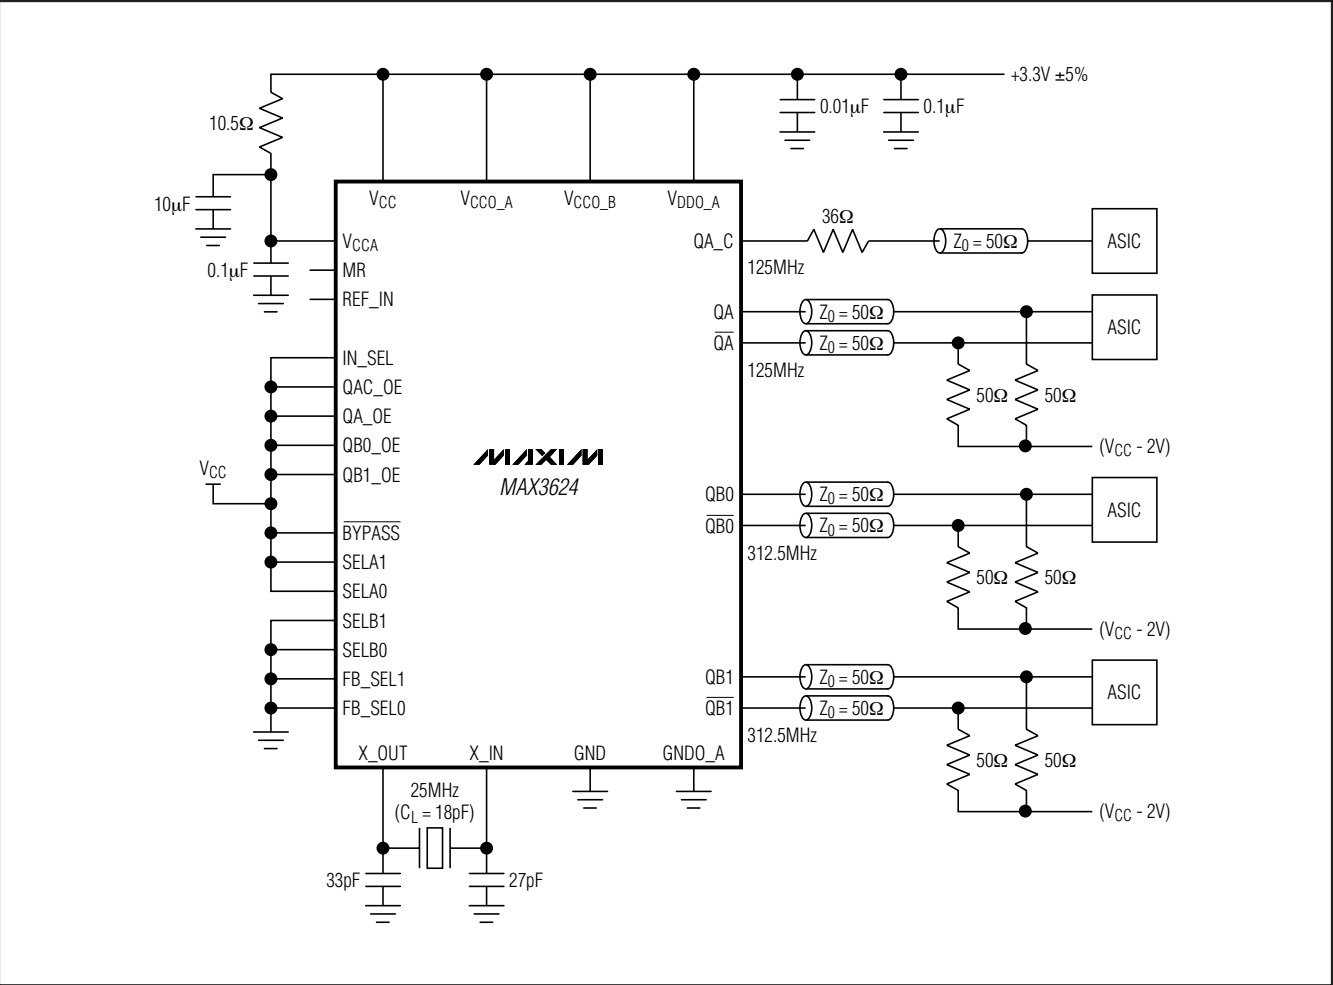 +3.3V ±5%
0.01µF
0.1µF
10.5Ω
10µF
0.1µF
VCC
VCCO_A
VCCO_B
VDDO_A
VCCA
MR
REF_IN
IN_SEL
QAC_OE
QA_OE
QB0_OE
QB1_OE
VCC
BYPASS
SELA1
SELA0
SELB1
SELB0
FB_SEL1
FB_SEL0
MAXIM
MAX3624
QA_C
125MHz
36Ω
Z0 = 50Ω
ASIC
QA
Z0 = 50Ω
QA
Z0 = 50Ω
125MHz
ASIC
50Ω
50Ω
(VCC - 2V)
QB0
Z0 = 50Ω
QB0
Z0 = 50Ω
312.5MHz
ASIC
50Ω
50Ω
(VCC - 2V)
QB1
Z0 = 50Ω
QB1
Z0 = 50Ω
312.5MHz
ASIC
50Ω
50Ω
(VCC - 2V)
X_OUT
X_IN
GND
GNDO_A
25MHz
(CL = 18pF)
33pF
27pF